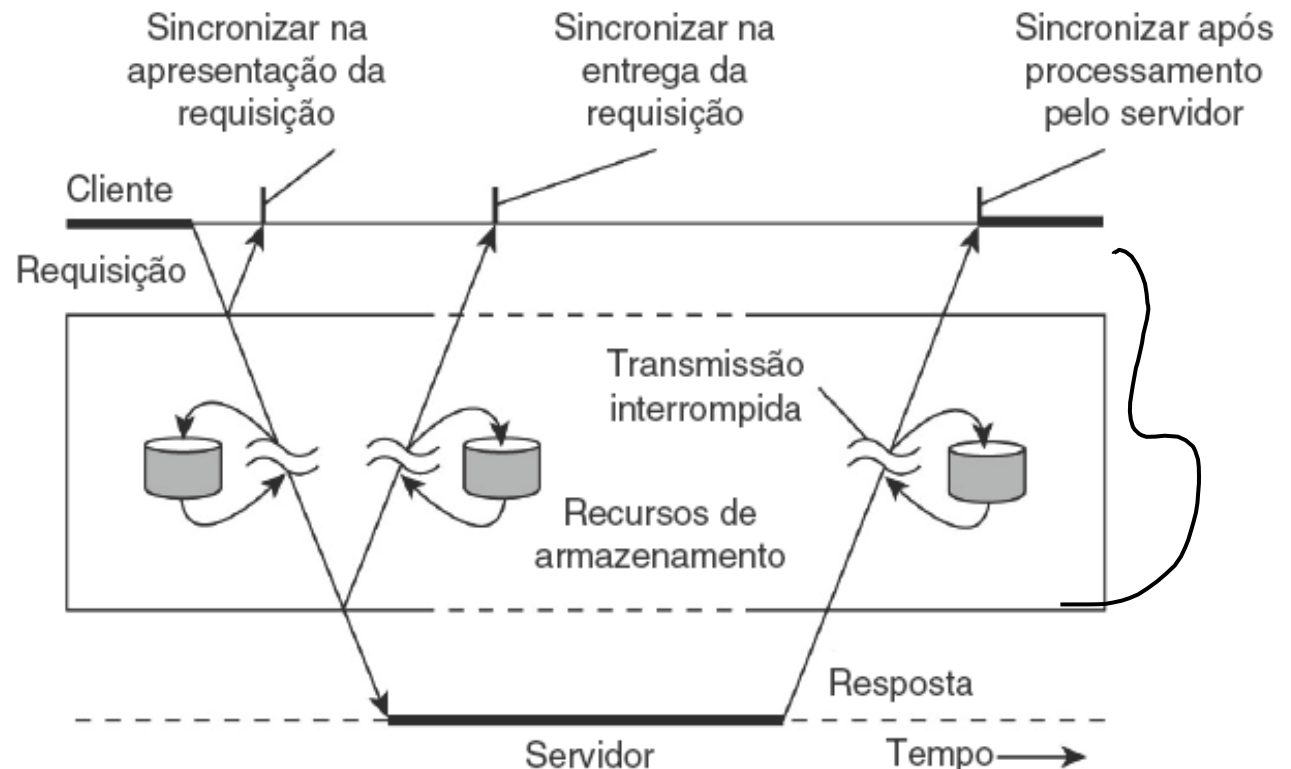 Sincronizar na
apresentação da
requisição
Sincronizar na
entrega da
requisição
Sincronizar após
processamento
pelo servidor
Cliente
Requisição
Transmissão
interrompida
Recursos de
armazenamento
Resposta
Servidor
Tempo